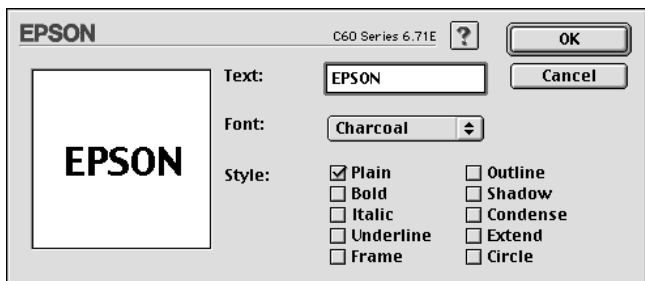 EPSON
C60 Series 6.71E
?
OK
Cancel
Text:
EPSON
Font:
Charcoal
EPSON
Style:
Plain
Outline
Bold
Shadow
Italic
Condense
Underline
Extend
Frame
Circle